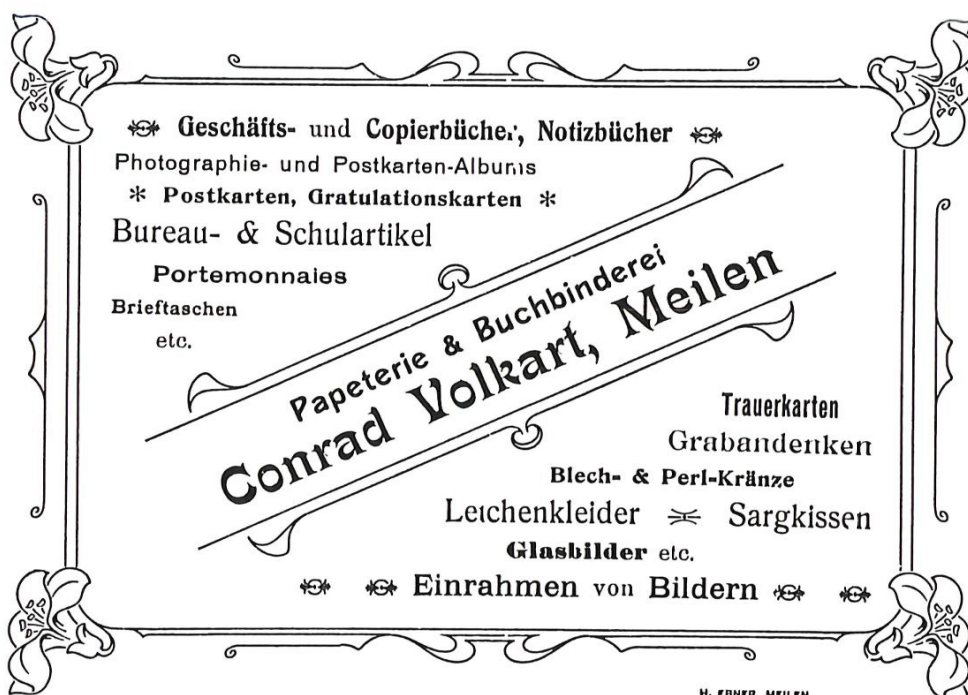 Geschäfts- und Copierbücher, Notizbücher
Photographie- und Postkarten-Albums
* Postkarten, Gratulationskarten *
Bureau- & Schulartikel
Portemonnaies
Brieftaschen
etc.
Papeterie & Buchbinderei
Conrad Volkart, Meilen
Trauerkarten
Grabandenken
Blech- & Perl-Kränze
Leichenkleider Sargkissen
Glasbilder etc.
Einrahmen von Bildern
H. EBNER, MEILEN